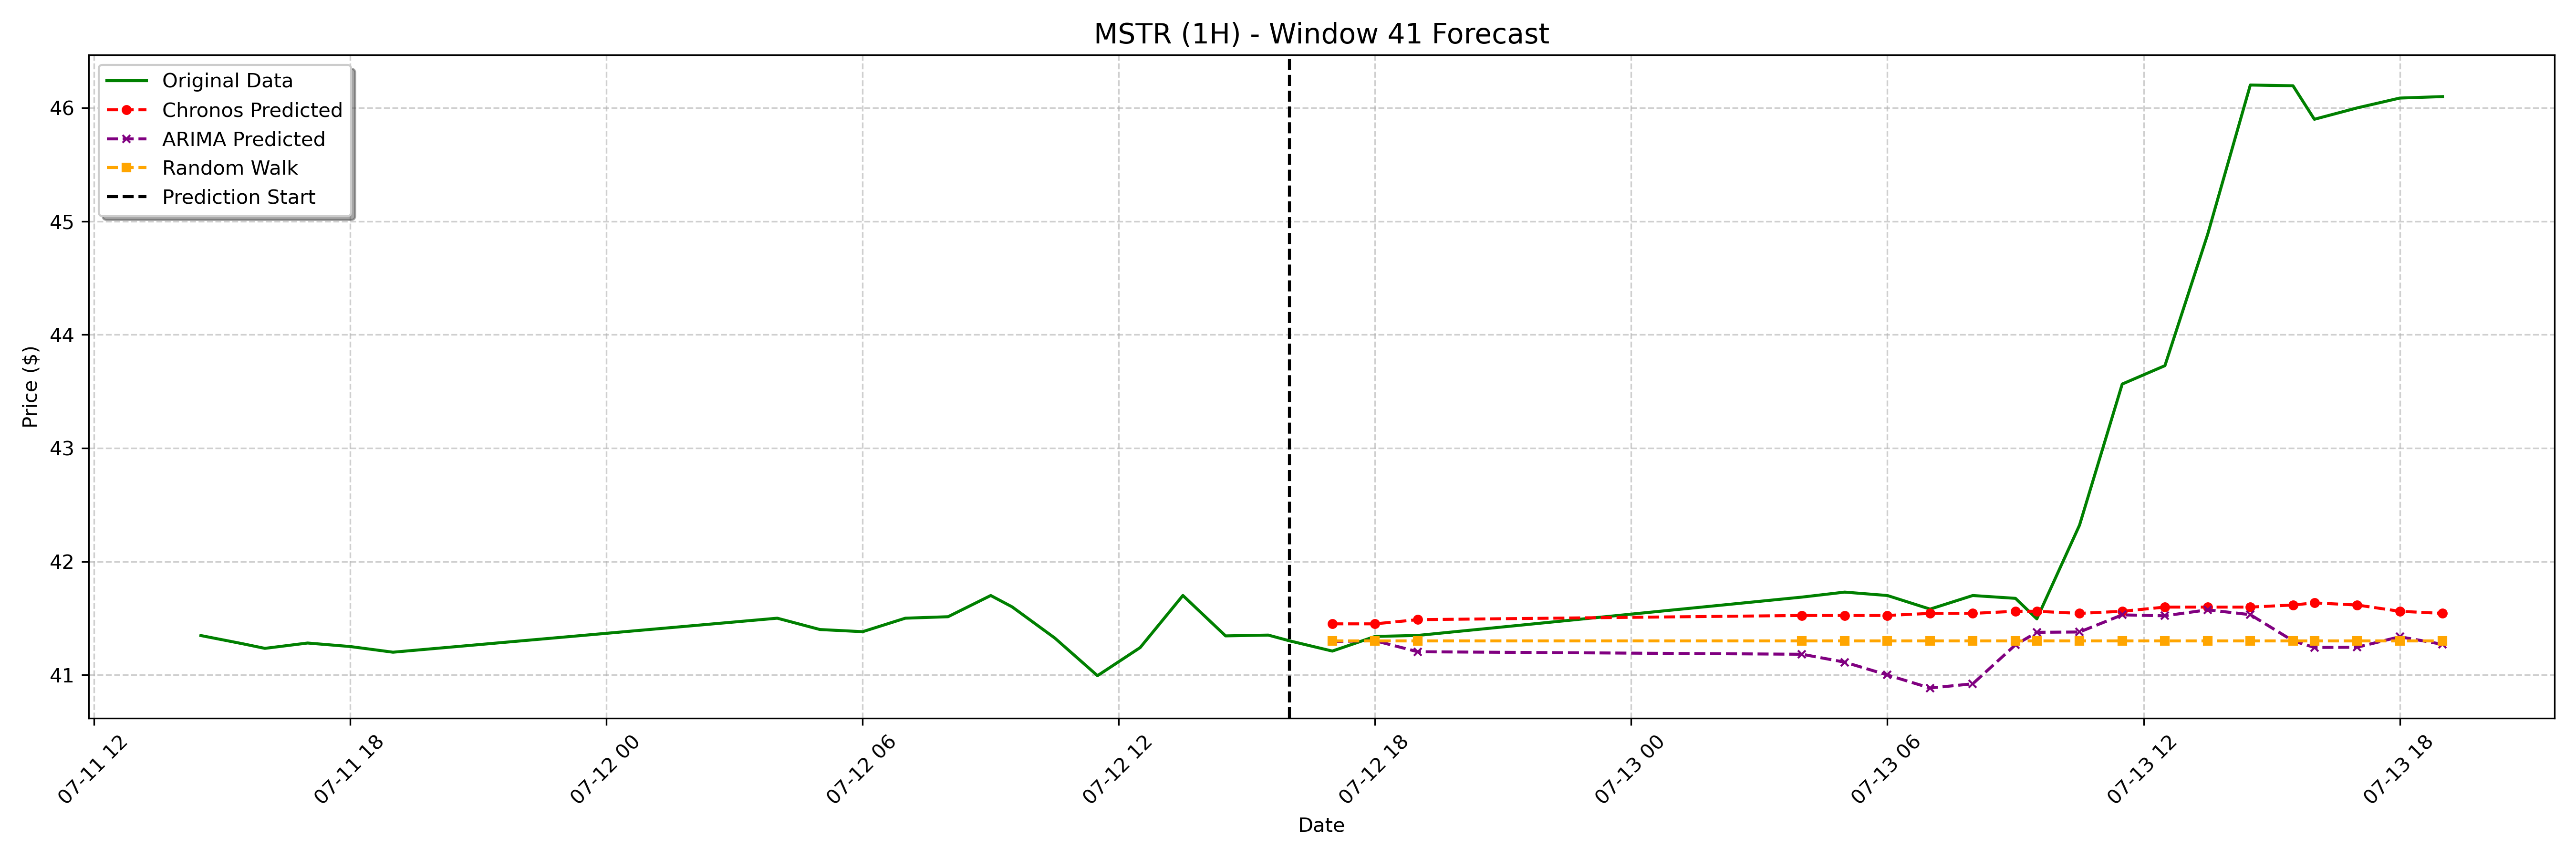 MSTR (1H) - Window 41 Forecast
Original Data
Chronos Predicted
ARIMA Predicted
Random Walk
Prediction Start
Price ($)
46
45
44
43
42
41
07-11 12
07-11 18
07-12 00
07-12 06
07-12 12
07-12 18
07-13 00
07-13 06
07-13 12
07-13 18
Date